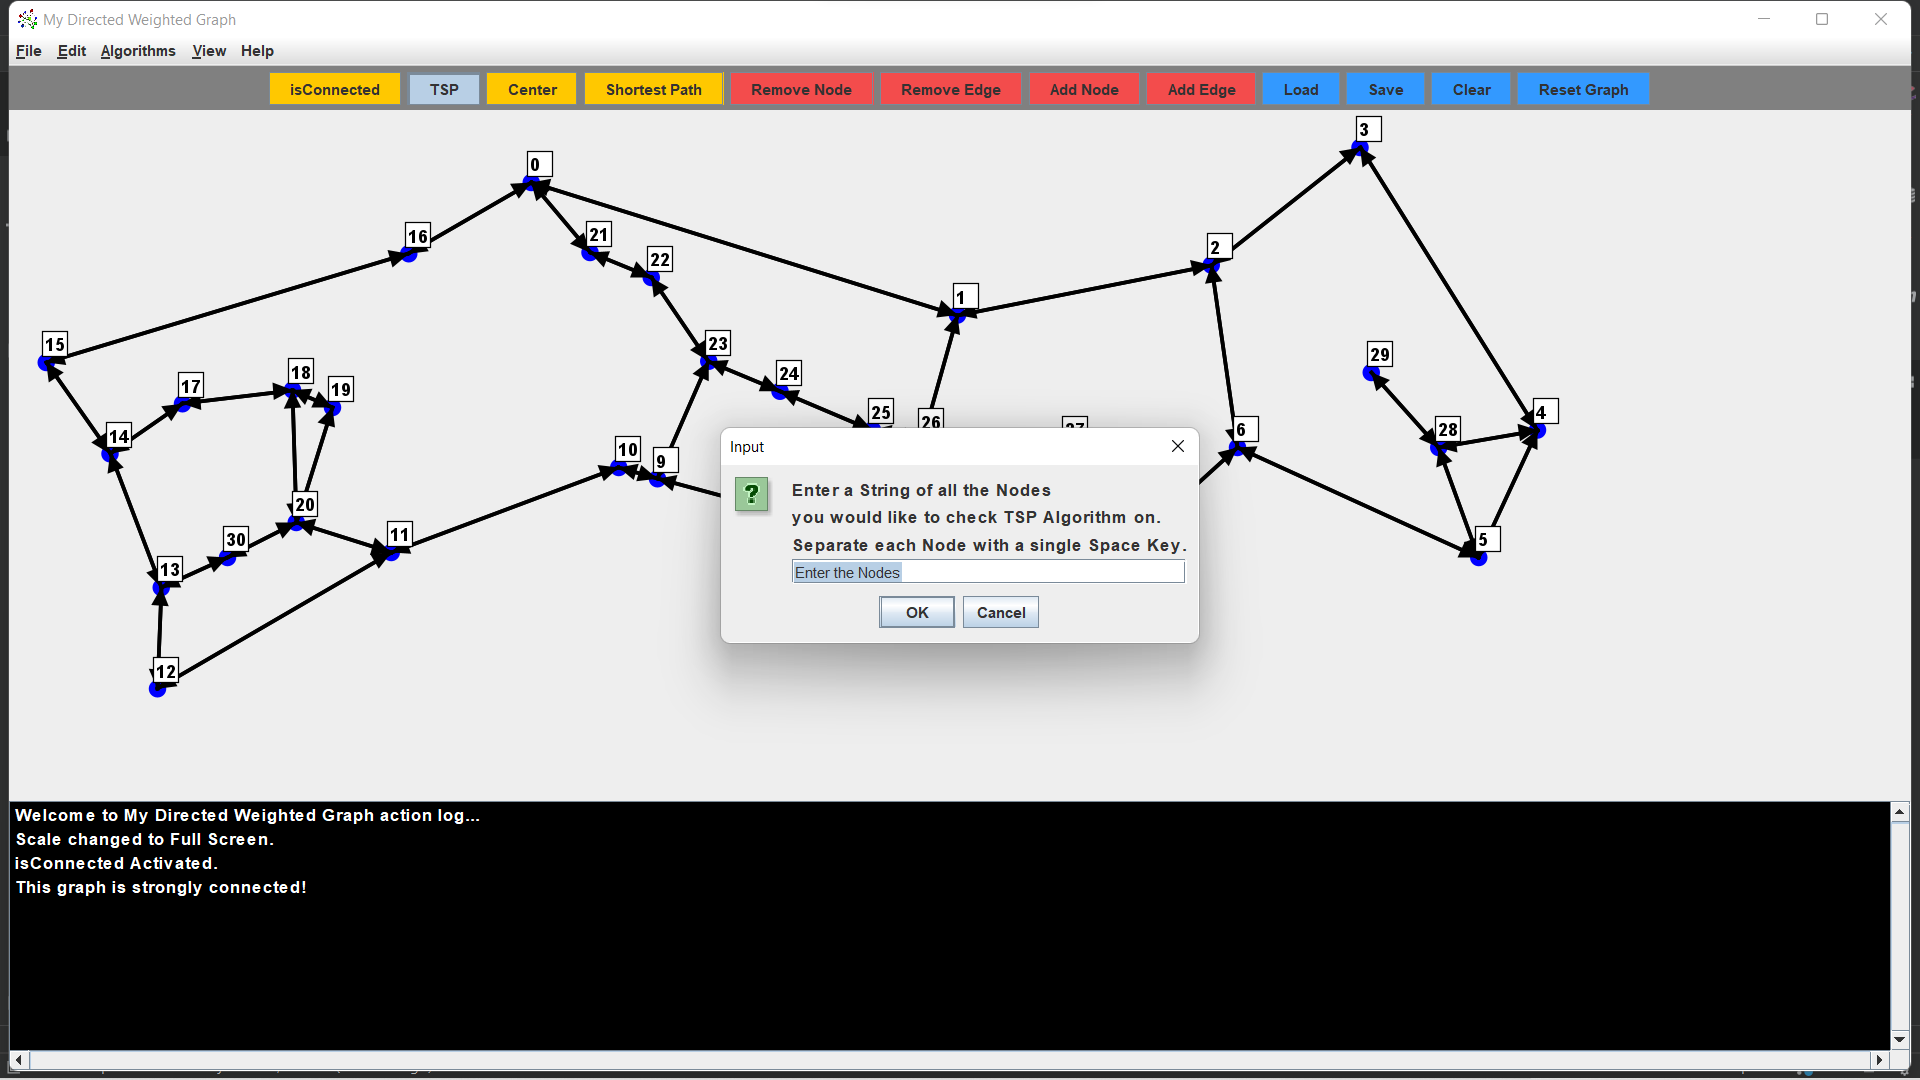 My Directed Weighted Graph
File Edit Algorithms View Help
isConnected TSP Center Shortest Path Remove Node Remove Edge Add Node Add Edge Load Save Clear Reset Graph
3
0
16
21
2
22
1
15
23
29
18
24
17
19
25
4
26
14
28
6
10
9
20
11
30
5
13
12
Input
Enter a String of all the Nodes
you would like to check TSP Algorithm on.
Separate each Node with a single Space Key.
Enter the Nodes
OK Cancel
Welcome to My Directed Weighted Graph action log...
Scale changed to Full Screen.
isConnected Activated.
This graph is strongly connected!